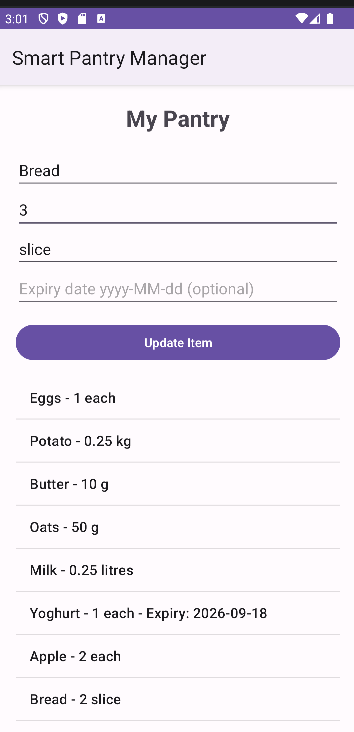 3:01
Smart Pantry Manager
My Pantry
Bread
3
slice
Expiry date yyyy-MM-dd (optional)
Update Item
Eggs - 1 each
Potato - 0.25 kg
Butter - 10 g
Oats - 50 g
Milk - 0.25 litres
Yoghurt - 1 each - Expiry: 2026-09-18
Apple - 2 each
Bread - 2 slice